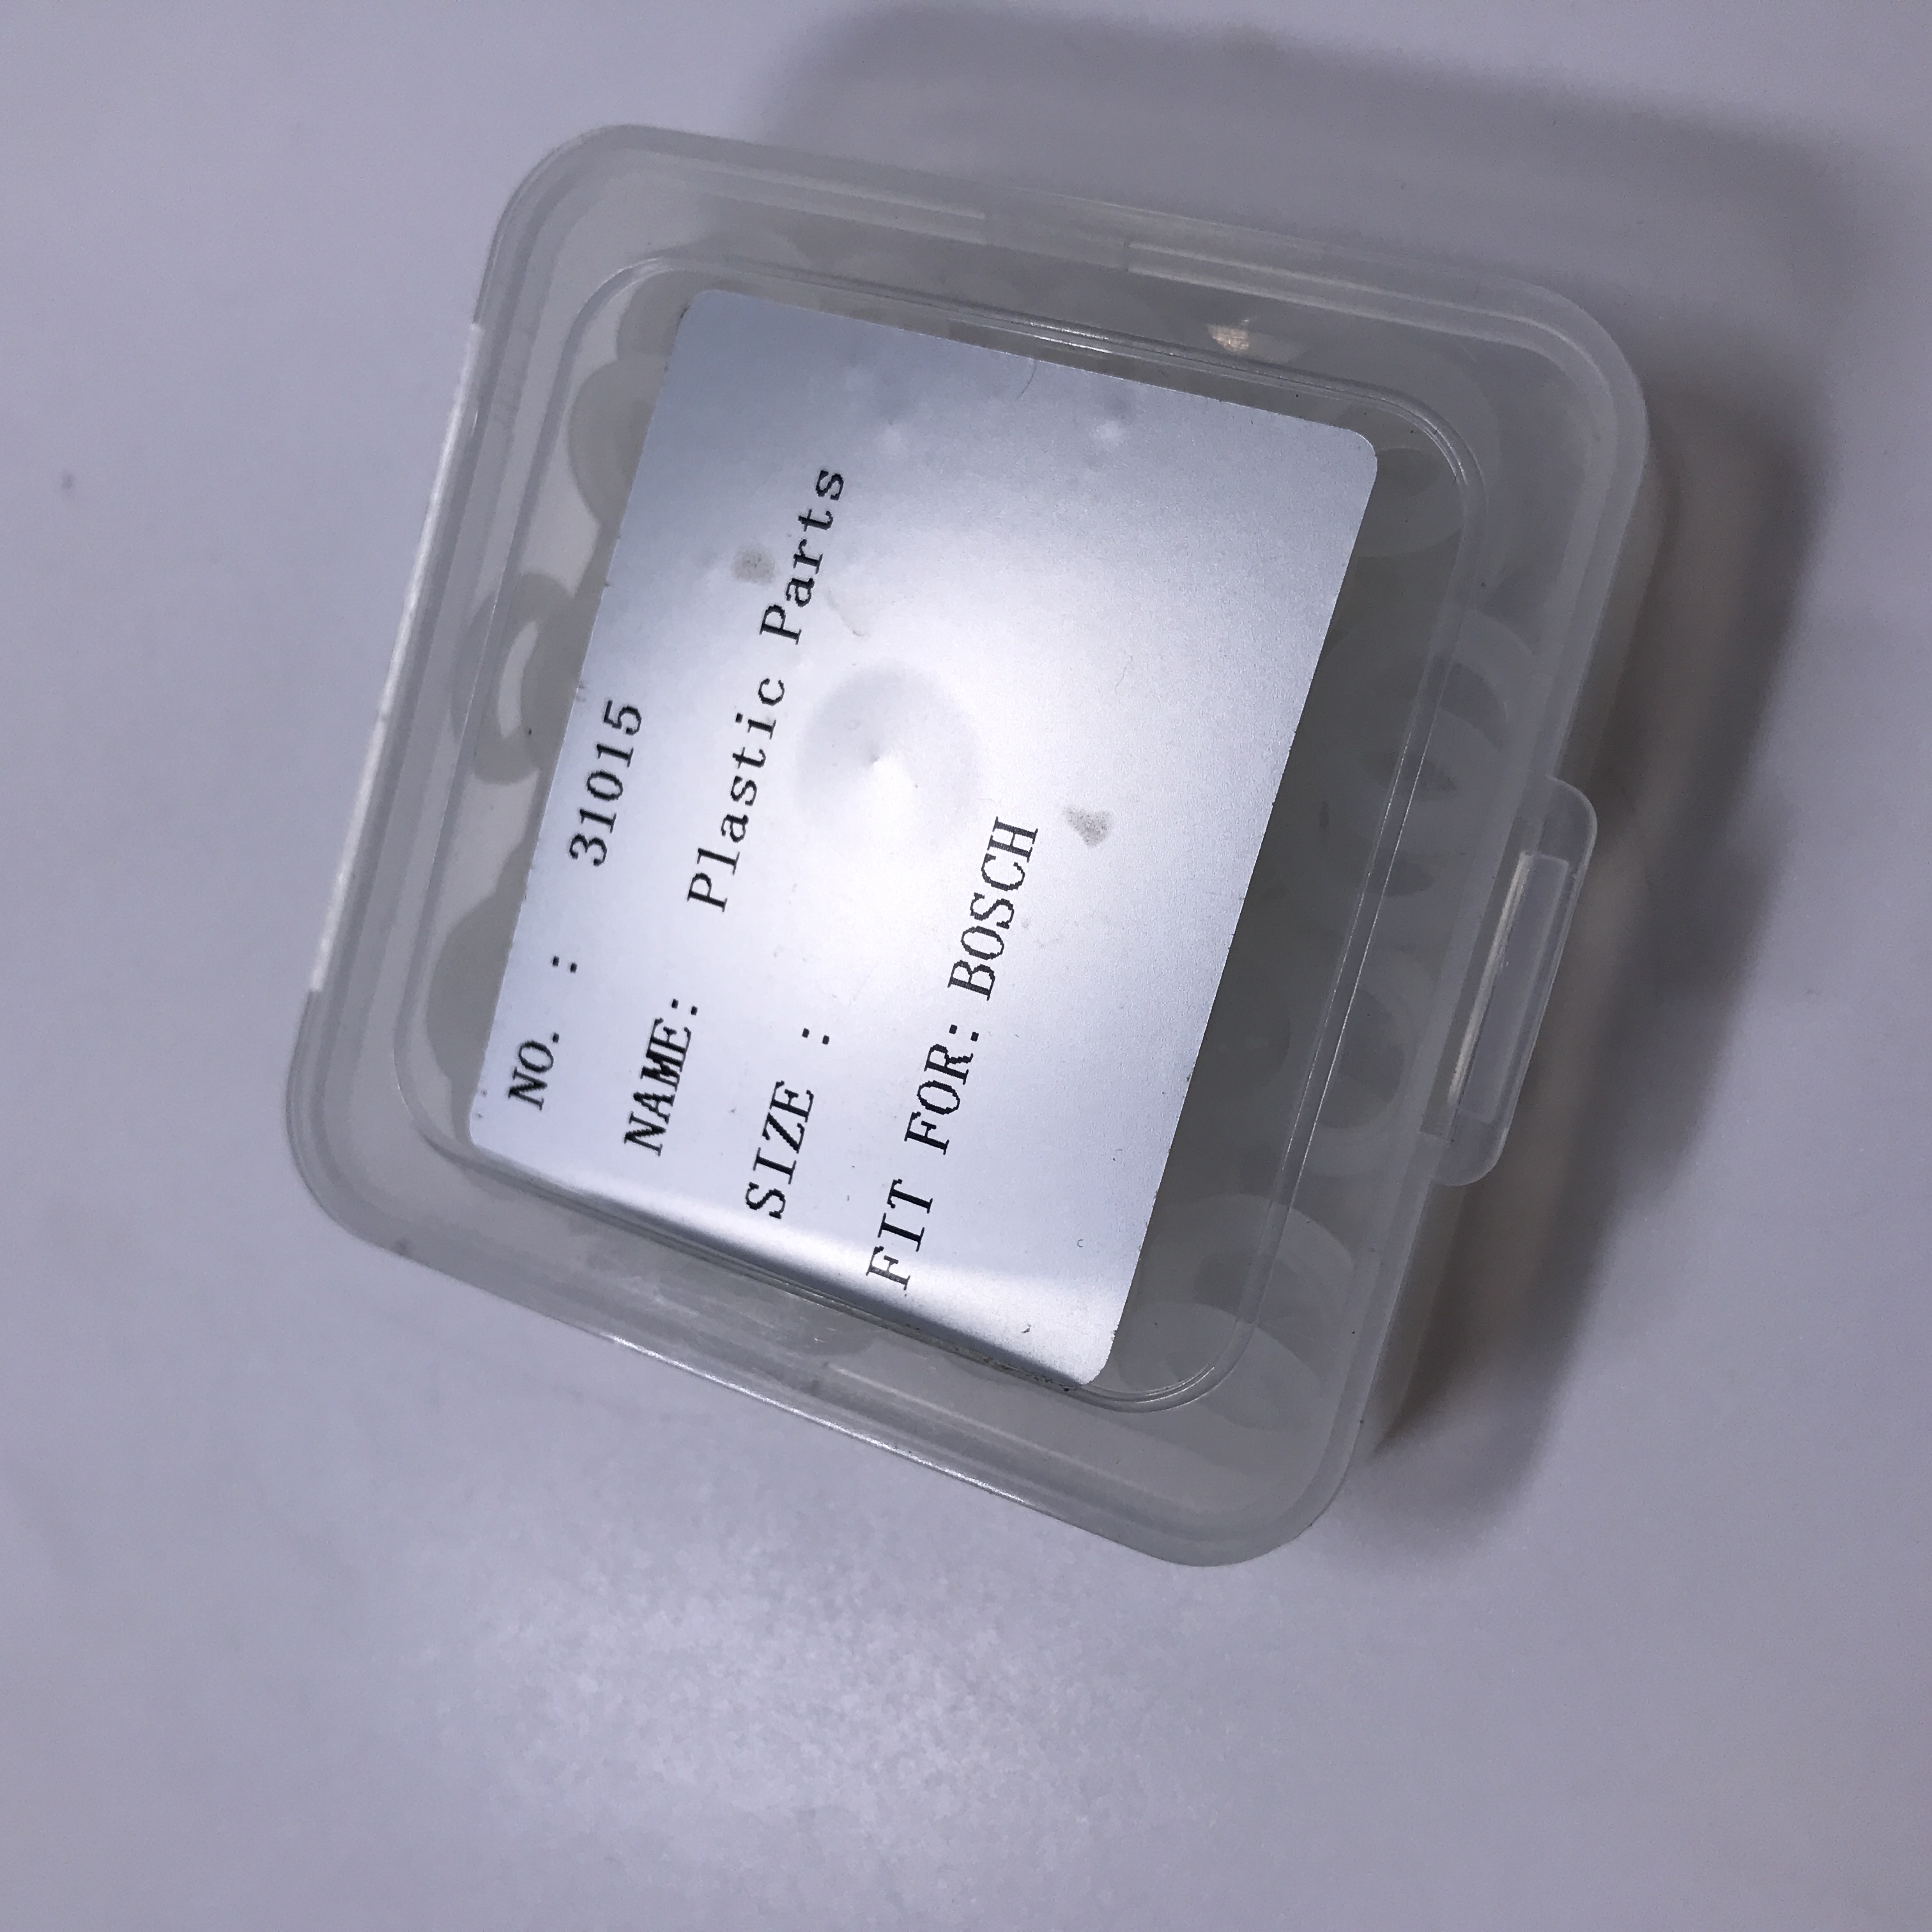 NO. : 31015
NAME: Plastic Parts
SIZE :
FIT FOR: BOSCH